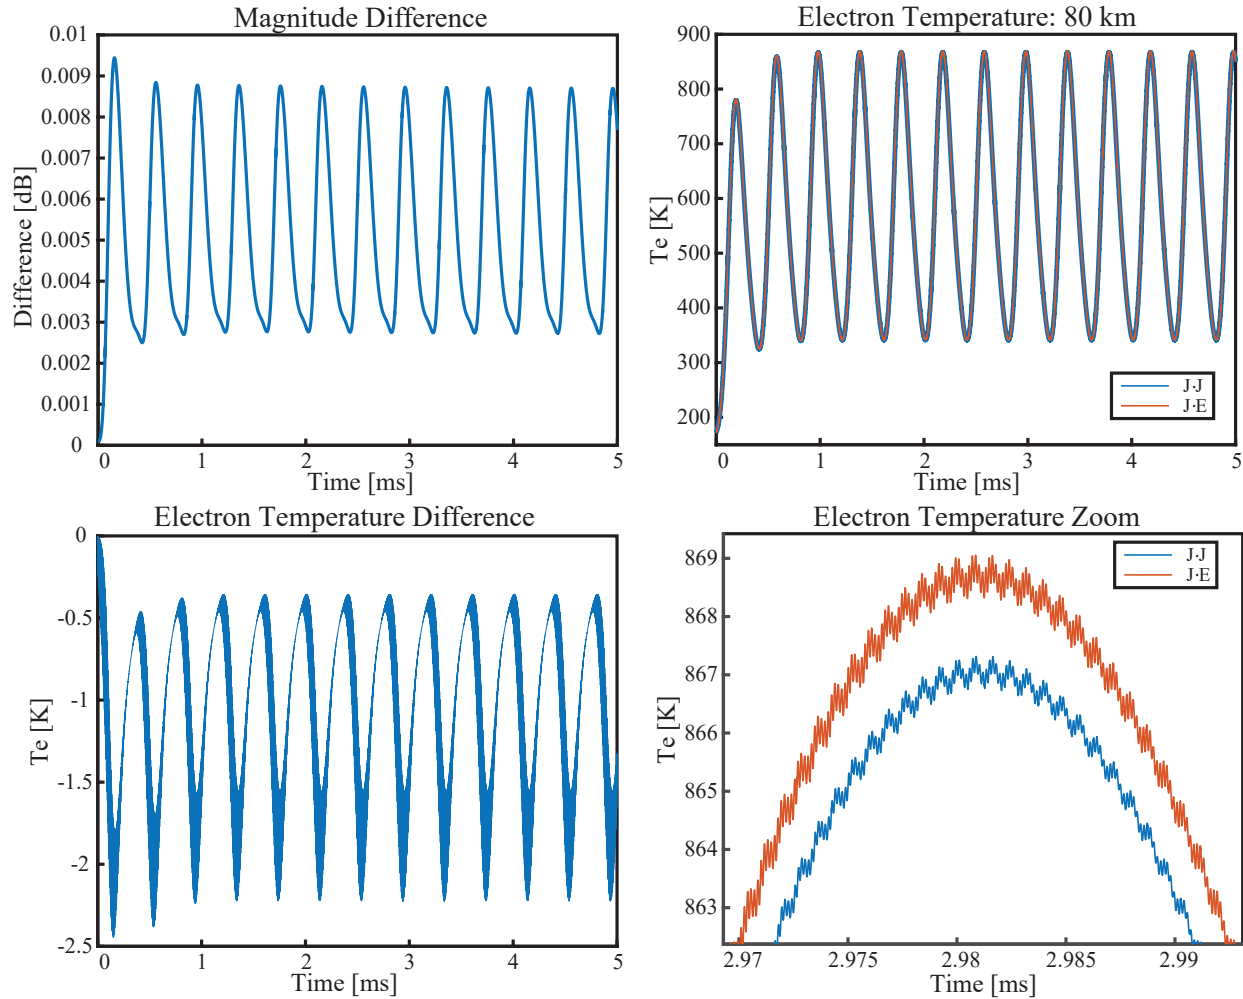 Magnitude Difference
0.01
0.009
0.008
0.007
0.006
0.005
0.004
0.003
0.002
0.001
0
Difference [dB]
0 1 2 3 4 5
Time [ms]
Electron Temperature: 80 km
900
800
700
600
500
400
300
200
Te [K]
J·J
J·E
0 1 2 3 4 5
Time [ms]
Electron Temperature Difference
0
-0.5
-1
-1.5
-2
-2.5
Te [K]
0 1 2 3 4 5
Time [ms]
Electron Temperature Zoom
869
868
867
866
865
864
863
Te [K]
J·J
J·E
2.97 2.975 2.98 2.985 2.99
Time [ms]